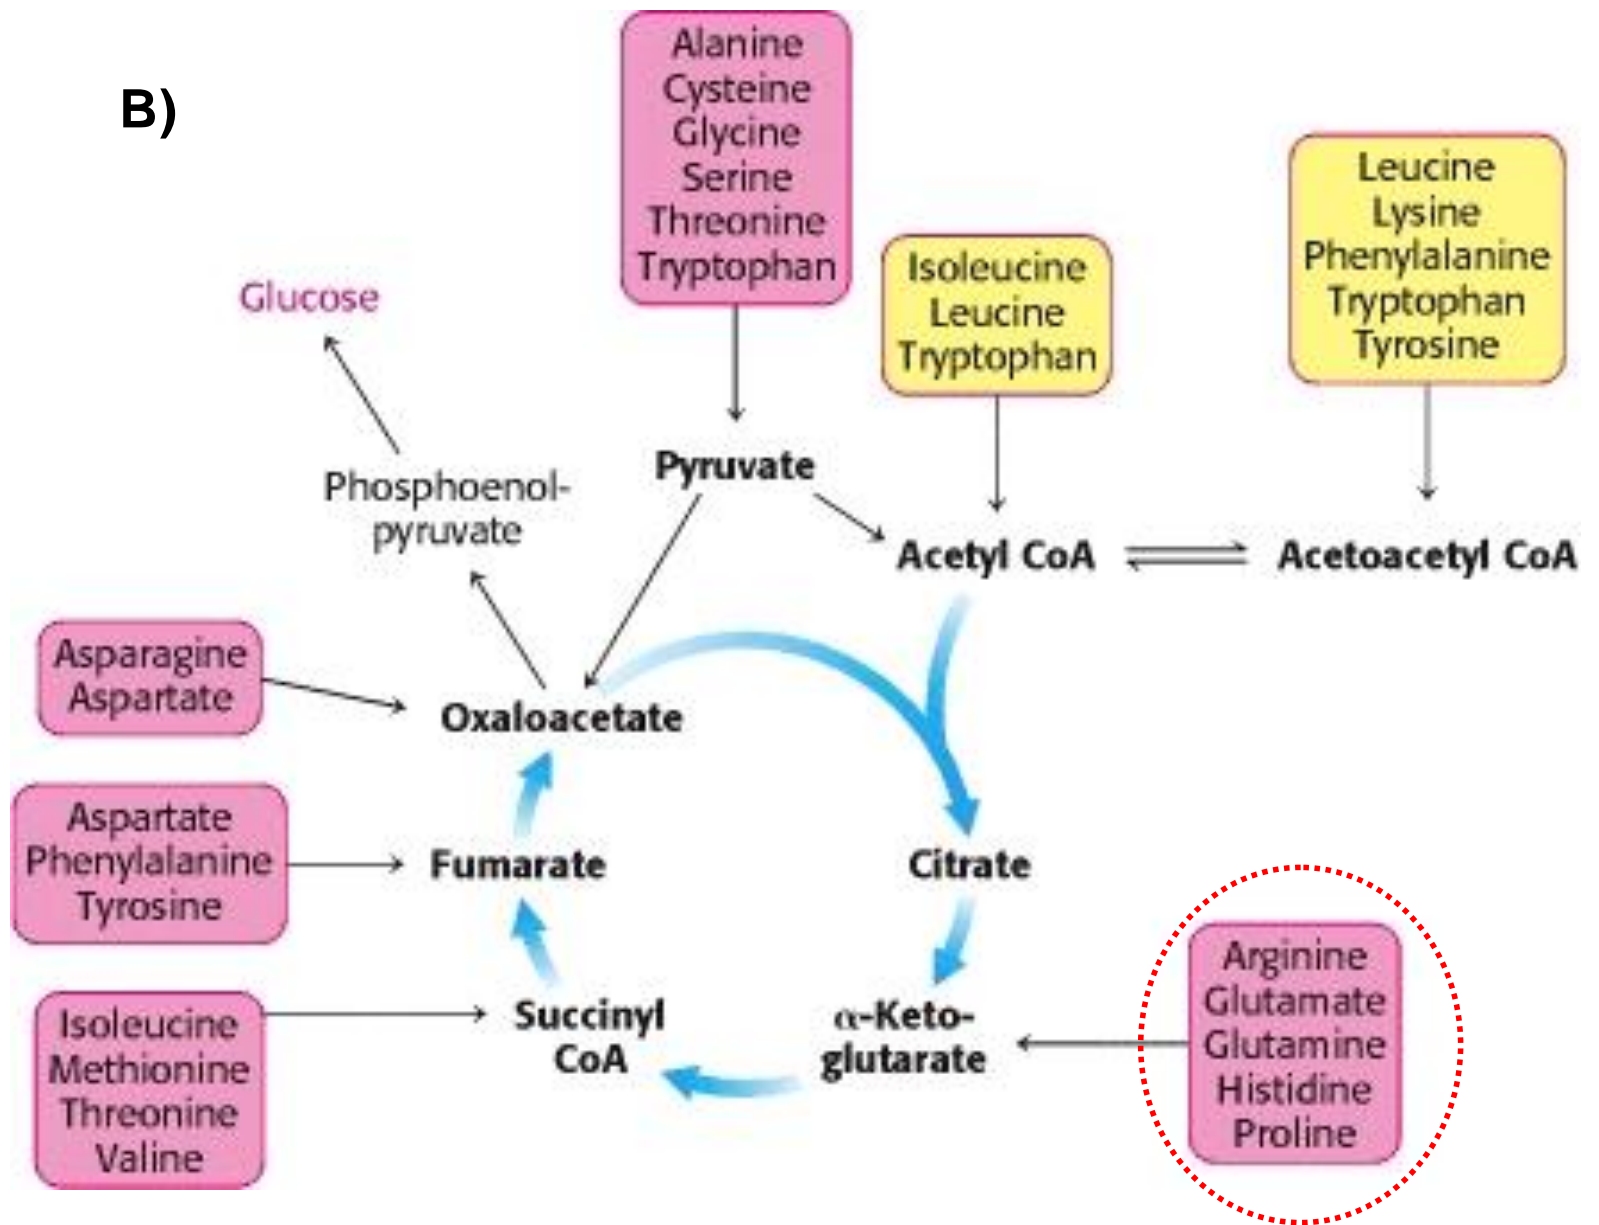 B)
Alanine
Cysteine
Glycine
Serine
Threonine
Tryptophan
Leucine
Lysine
Phenylalanine
Tryptophan
Tyrosine
Isoleucine
Leucine
Tryptophan
Glucose
Pyruvate
Phosphoenol-
pyruvate
Acetyl CoA
Acetoacetyl CoA
Asparagine
Aspartate
Oxaloacetate
Aspartate
Phenylalanine
Tyrosine
Fumarate
Citrate
Arginine
Glutamate
Glutamine
Histidine
Proline
Isoleucine
Methionine
Threonine
Valine
Succinyl
CoA
α-Keto-
glutarate